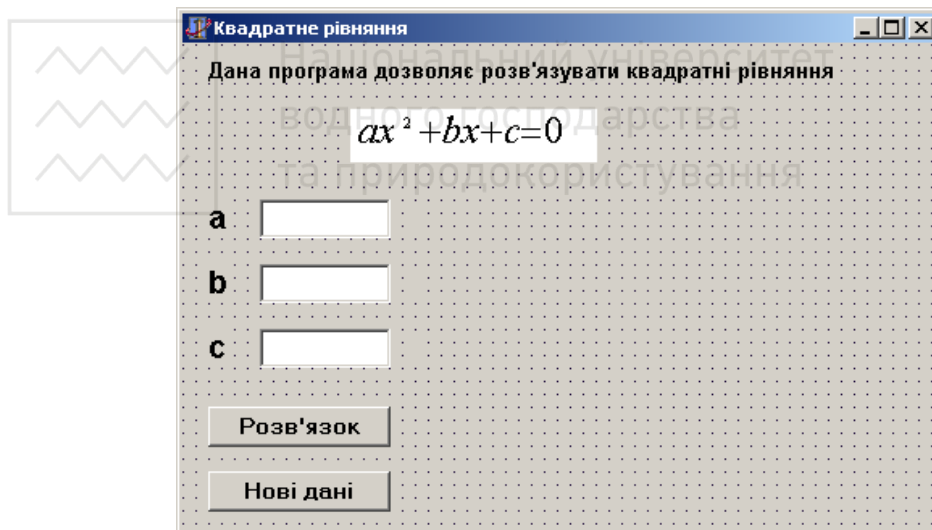 Квадратне рівняння
Національний університет
Дана програма дозволяє розв'язувати квадратні рівняння
водного господарства
ax² +bx+c=0
та природокористування
a
b
c
Розв'язок
Нові дані